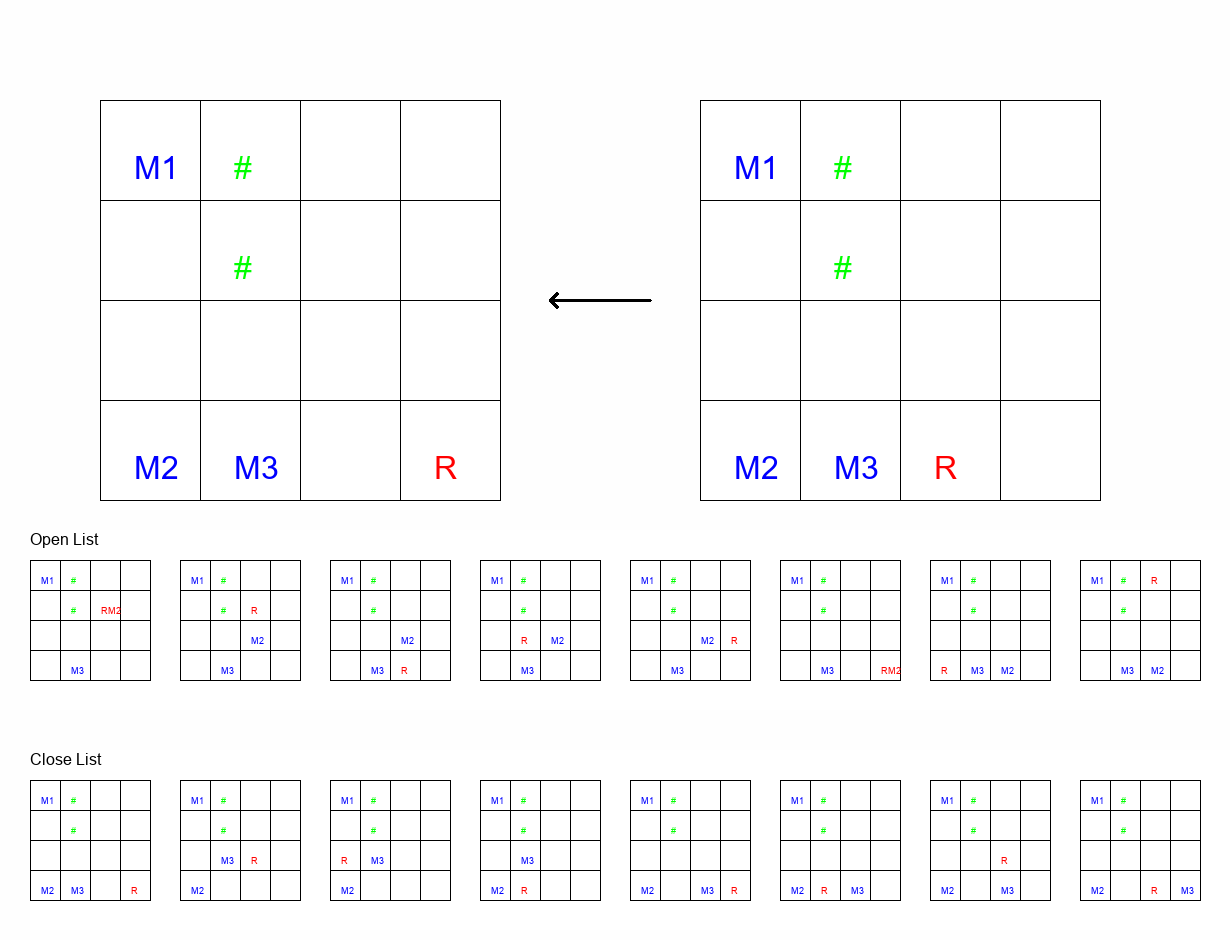 M1 # M1 #
# #
M2 M3 R M2 M3 R
Open List
M1 # M1 # M1 # M1 # M1 # M1 # M1 # M1 # R
# RM2 # R # # # # # #
M2 M2 R M2 M2 R
M3 M3 M3 R M3 M3 M3 RM2 R M3 M2 M3 M2
Close List
M1 # M1 # M1 # M1 # M1 # M1 # M1 # M1 #
# # # # # # # #
M3 R R M3 M3 R
M2 M3 R M2 M2 M2 R M2 M3 R M2 R M3 M2 M3 M2 R M3